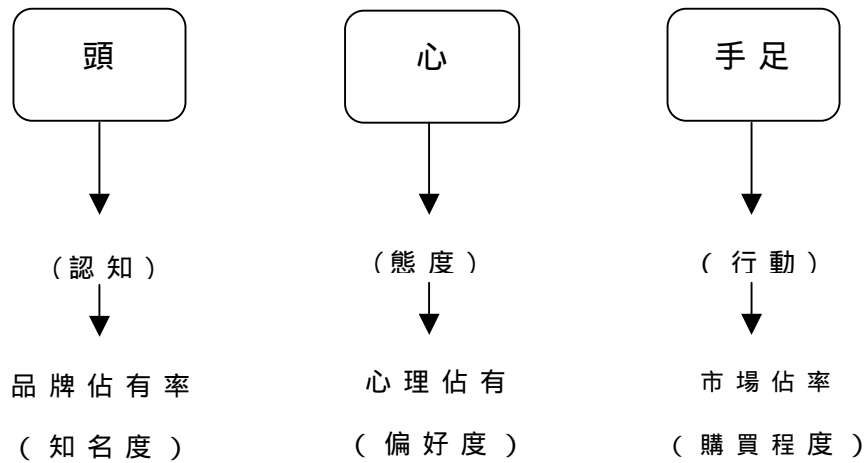 頭
心
手足
(認知)
(態度)
(行動)
品牌佔有率
心理佔有
市場佔率
(知名度)
(偏好度)
(購買程度)